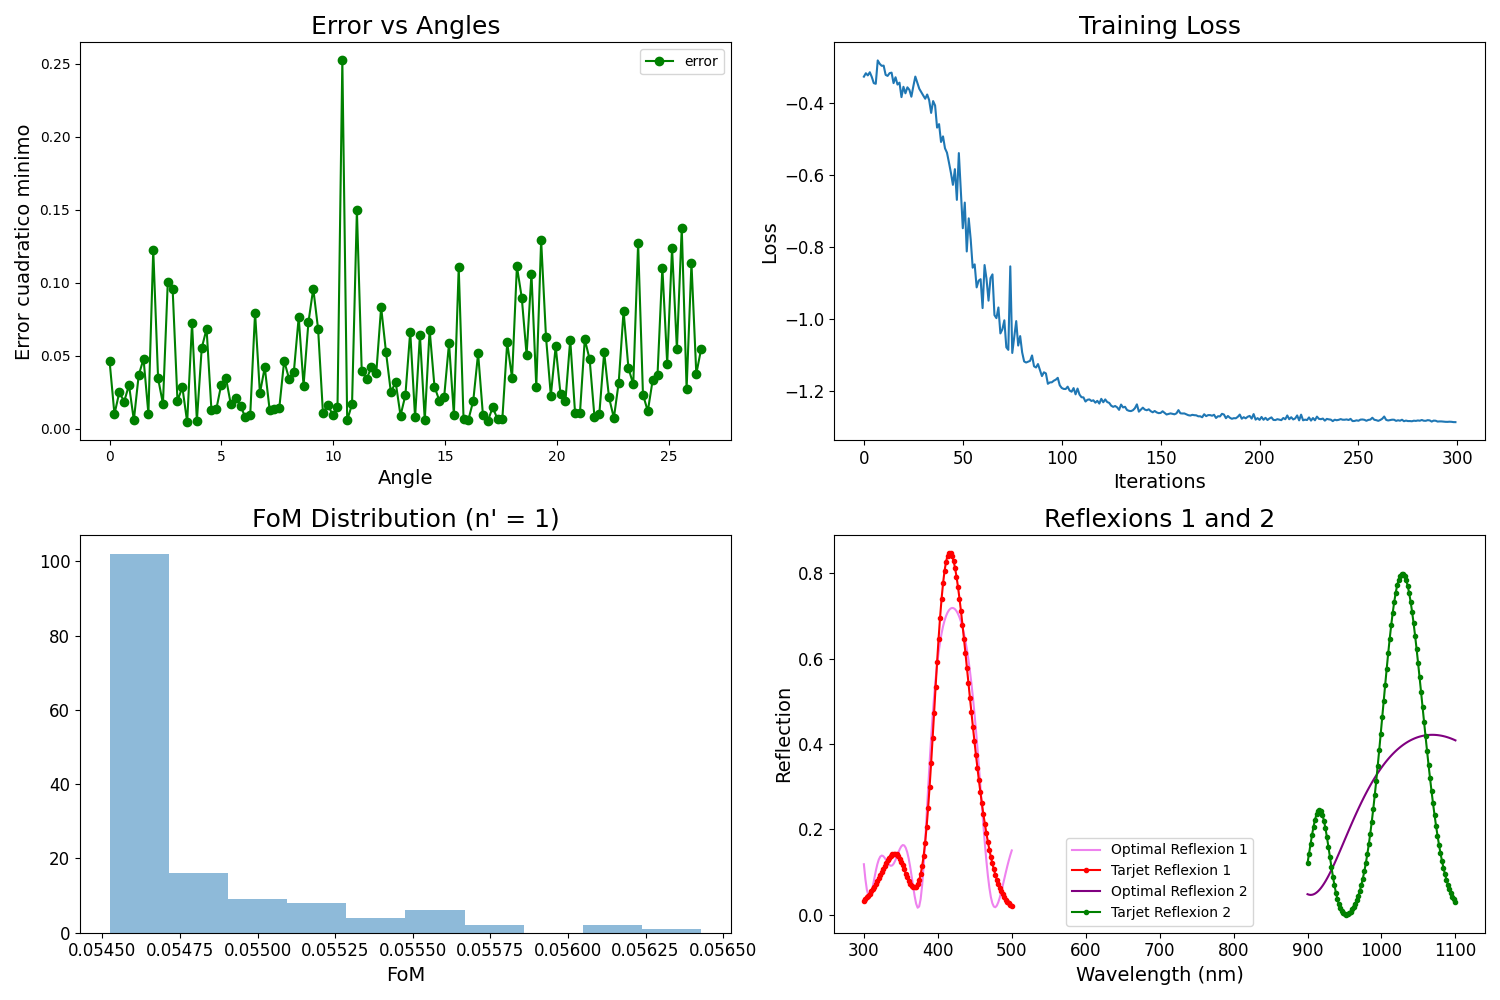 Error vs Angles
error
0.25
0.20
0.15
0.10
0.05
0.00
Error cuadratico minimo
0 5 10 15 20 25
Angle
Training Loss
−0.4
−0.6
−0.8
−1.0
−1.2
Loss
0 50 100 150 200 250 300
Iterations
FoM Distribution (n' = 1)
100
80
60
40
20
0
0.05450 0.05475 0.05500 0.05525 0.05550 0.05575 0.05600 0.05625 0.05650
FoM
Reflexions 1 and 2
0.8
0.6
0.4
0.2
0.0
Reflection
Optimal Reflexion 1
Tarjet Reflexion 1
Optimal Reflexion 2
Tarjet Reflexion 2
300 400 500 600 700 800 900 1000 1100
Wavelength (nm)